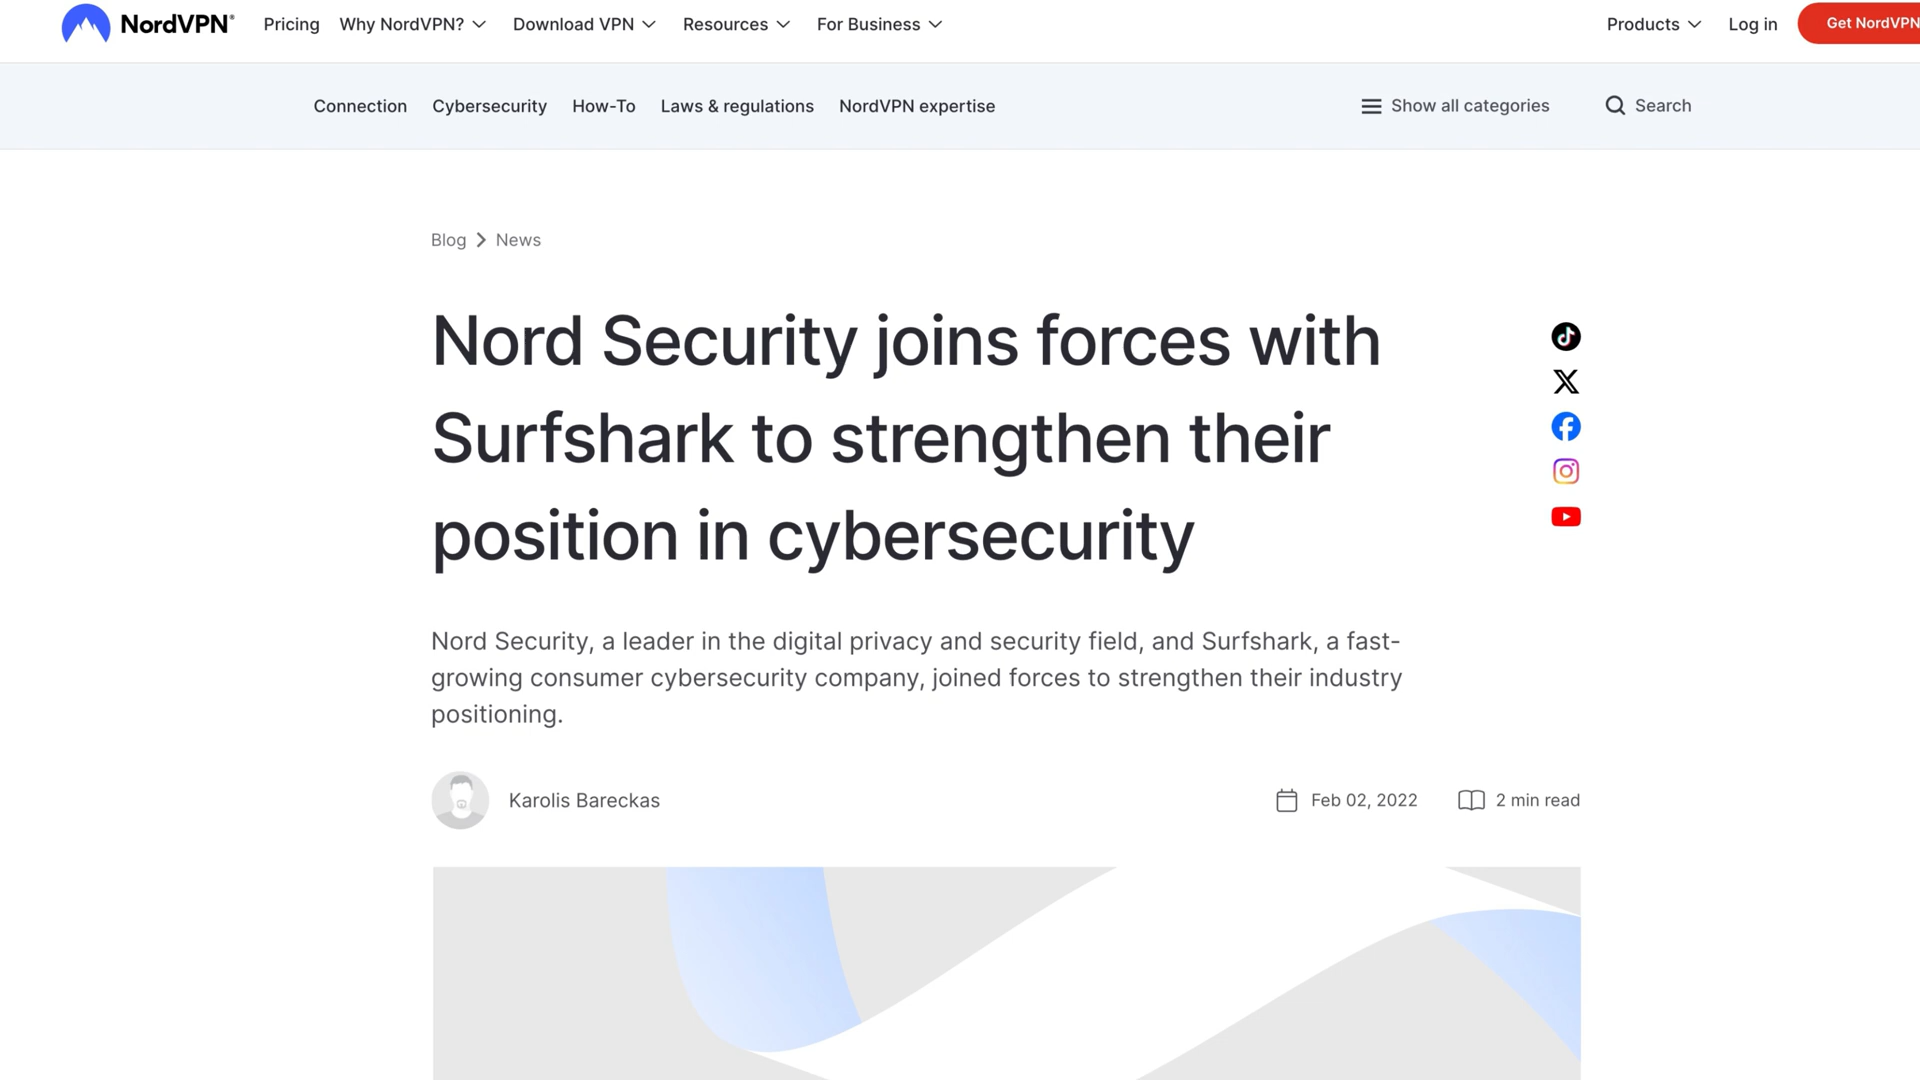 NordVPN®
Pricing
Why NordVPN?
Download VPN
Resources
For Business
Products
Log in
Get NordVPN
Connection
Cybersecurity
How-To
Laws & regulations
NordVPN expertise
Show all categories
Search
Blog
News
Nord Security joins forces with
Surfshark to strengthen their
position in cybersecurity
Nord Security, a leader in the digital privacy and security field, and Surfshark, a fast-
growing consumer cybersecurity company, joined forces to strengthen their industry
positioning.
Karolis Bareckas
Feb 02, 2022
2 min read